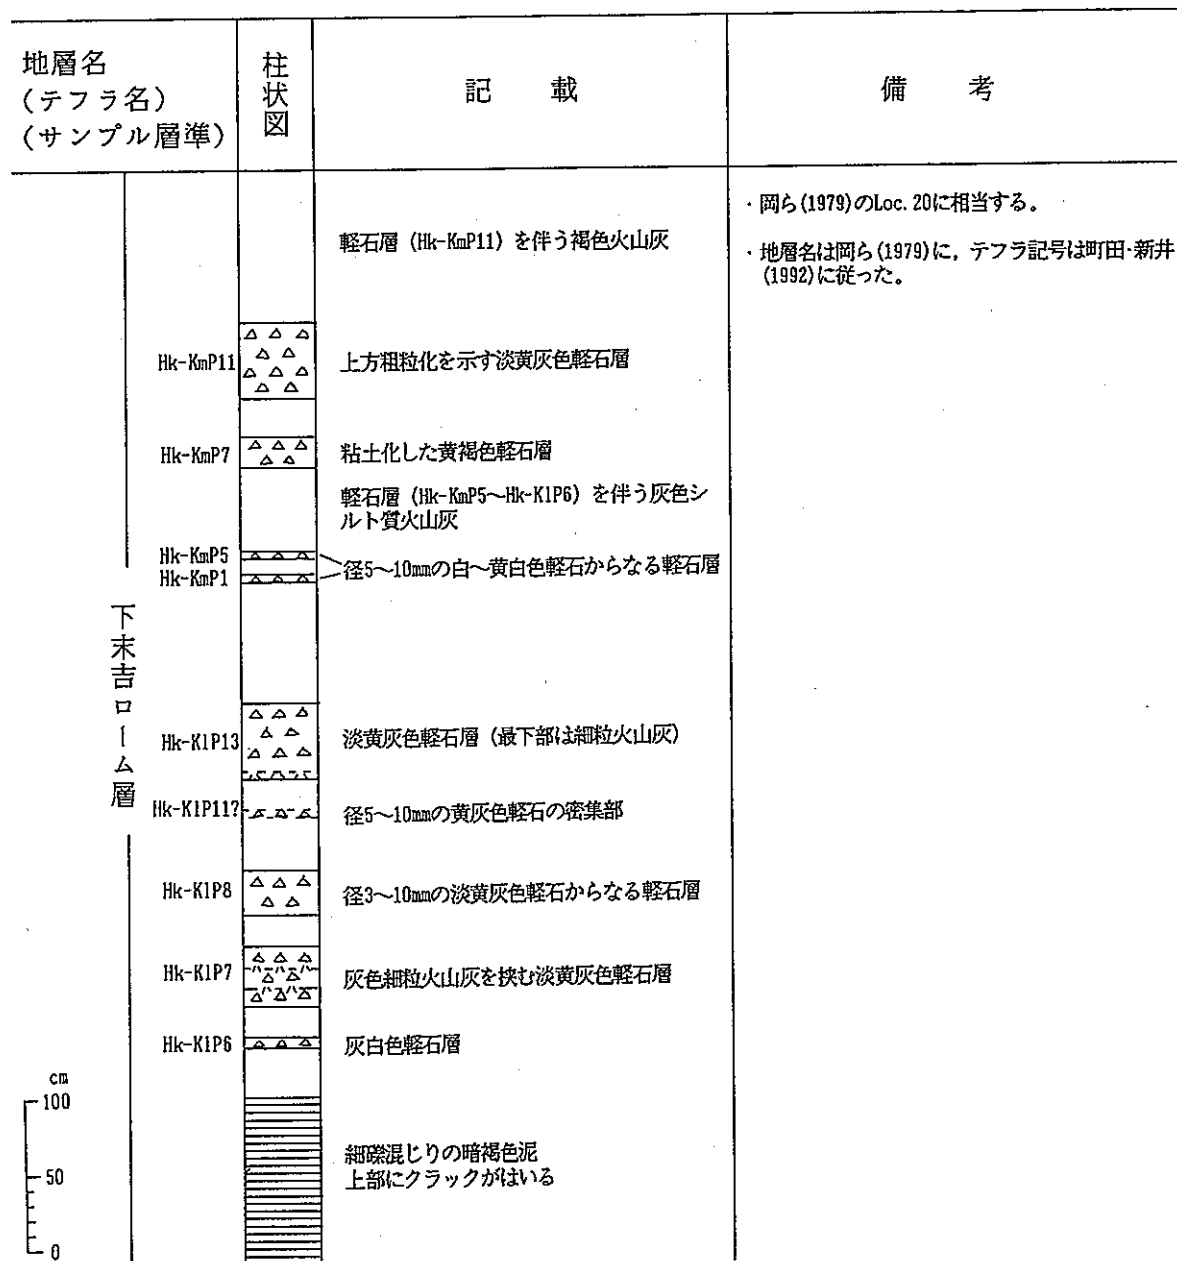 地層名
(テフラ名)
(サンプル層準)
柱状図
記 載
備 考
軽石層 (Hk-KmP11) を伴う褐色火山灰
・岡ら(1979)のLoc.20に相当する。
・地層名は岡ら(1979)に, テフラ記号は町田・新井
(1992)に従った。
Hk-KmP11
上方粗粒化を示す淡黄灰色軽石層
Hk-KmP7
粘土化した黄褐色軽石層
軽石層 (Hk-KmP5～Hk-KlP6) を伴う灰色シ
ルト質火山灰
Hk-KmP5
Hk-KmP1
径5～10mmの白～黄白色軽石からなる軽石層
下末吉ローム層
Hk-KlP13
淡黄灰色軽石層 (最下部は細粒火山灰)
Hk-KlP11?
径5～10mmの黄灰色軽石の密集部
Hk-KlP8
径3～10mmの淡黄灰色軽石からなる軽石層
Hk-KlP7
灰色細粒火山灰を挟む淡黄灰色軽石層
Hk-KlP6
灰白色軽石層
cm
100
50
0
細礫混じりの暗褐色泥
上部にクラックがはいる